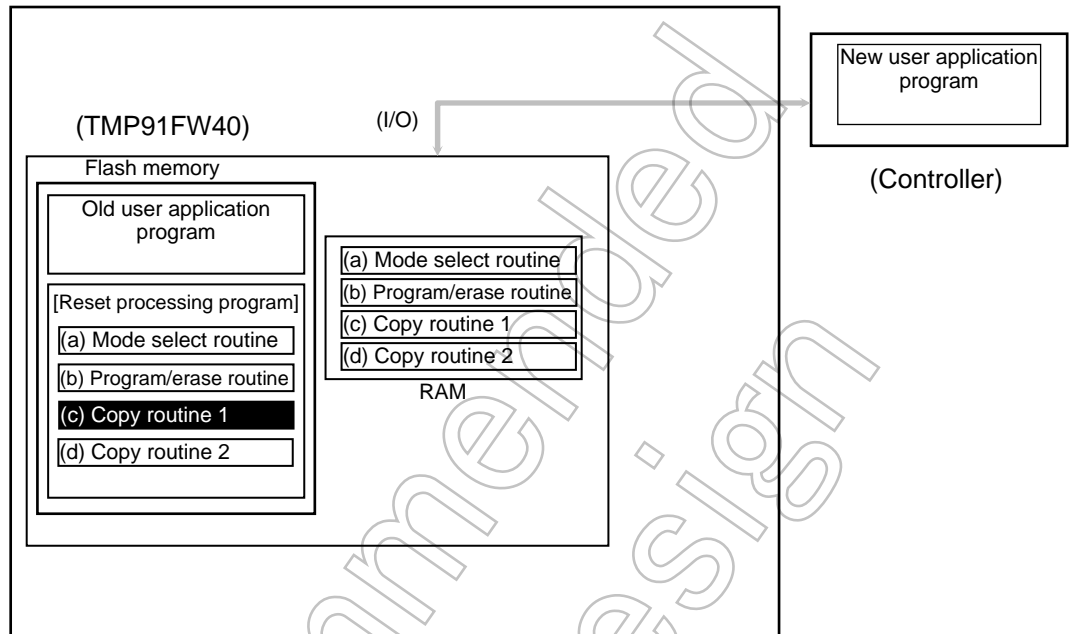 New user application
program
(Controller)
(I/O)
(TMP91FW40)
Flash memory
Old user application
program
[Reset processing program]
(a) Mode select routine
(b) Program/erase routine
(c) Copy routine 1
(d) Copy routine 2
(a) Mode select routine
(b) Program/erase routine
(c) Copy routine 1
(d) Copy routine 2
RAM
mmended
esign